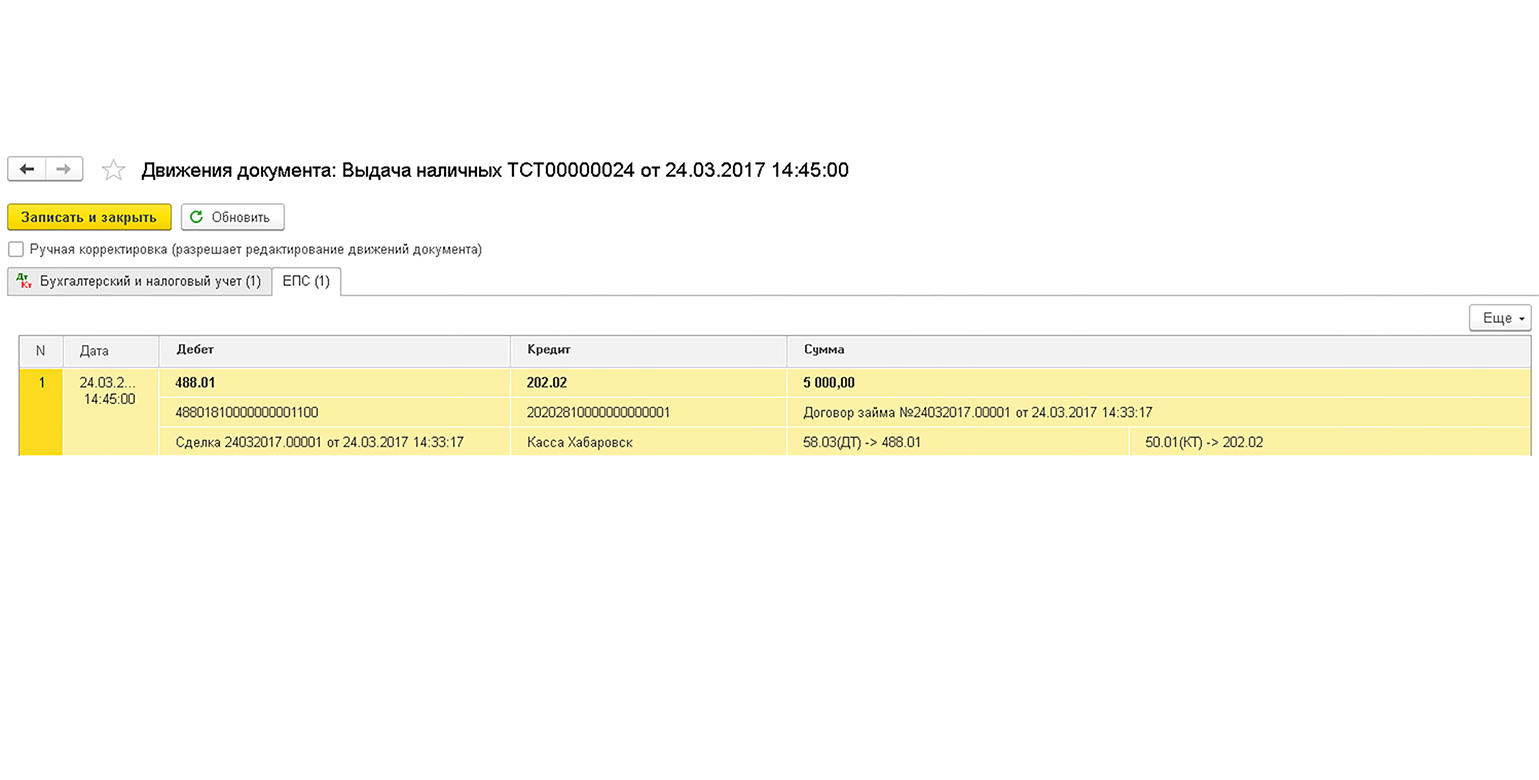 Движения документа: Выдача наличных ТСТ00000024 от 24.03.2017 14:45:00
Записать и закрыть Обновить
Ручная корректировка (разрешает редактирование движений документа)
Дт Кт Бухгалтерский и налоговый учет (1) ЕПС (1)
Еще
N Дата Дебет Кредит Сумма
1 24.03.2... 488.01 202.02 5 000,00
14:45:00
48801810000000001100 20202810000000000001 Договор займа №24032017.00001 от 24.03.2017 14:33:17
Сделка 24032017.00001 от 24.03.2017 14:33:17 Касса Хабаровск 58.03(ДТ) -> 488.01 50.01(КТ) -> 202.02